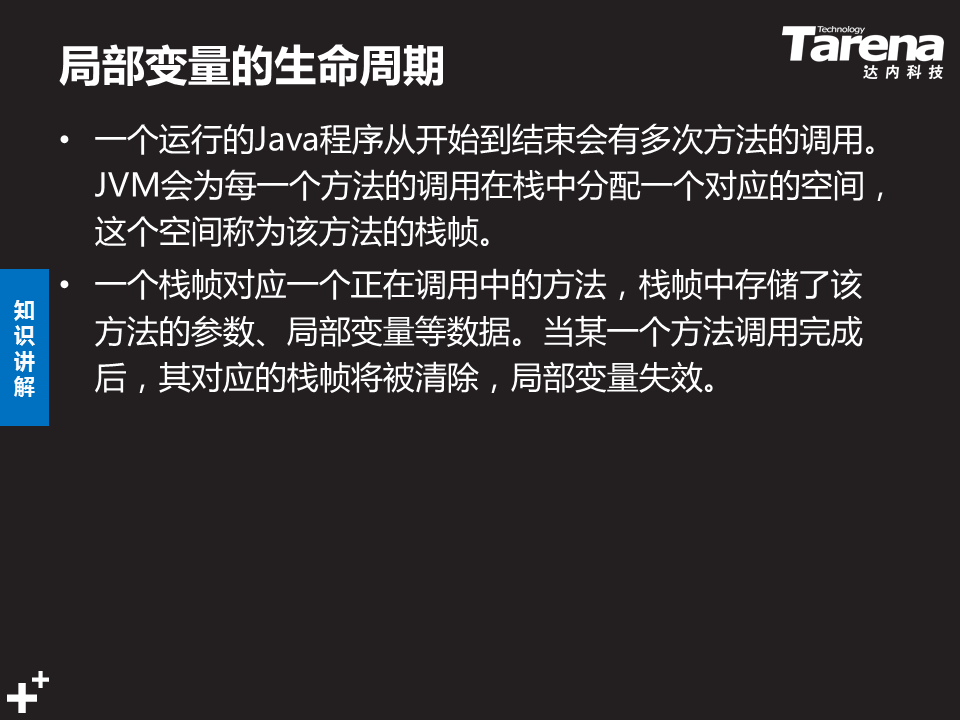 局部变量的生命周期
Technology
Tarena
达内科技
• 一个运行的Java程序从开始到结束会有多次方法的调用。
JVM会为每一个方法的调用在栈中分配一个对应的空间，
这个空间称为该方法的栈帧。
• 一个栈帧对应一个正在调用中的方法，栈帧中存储了该
方法的参数、局部变量等数据。当某一个方法调用完成
后，其对应的栈帧将被清除，局部变量失效。
知
识
讲
解